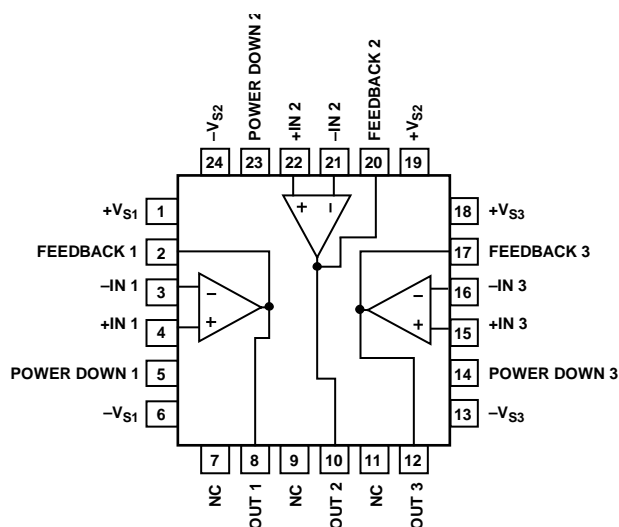 –VS2
POWER DOWN 2
+IN 2
–IN 2
FEEDBACK 2
+VS2
24 23 22 21 20 19
+VS1 1
FEEDBACK 1 2
–IN 1 3
+IN 1 4
POWER DOWN 1 5
–VS1 6
+ –
– +
– +
18 +VS3
17 FEEDBACK 3
16 –IN 3
15 +IN 3
14 POWER DOWN 3
13 –VS3
7 8 9 10 11 12
NC
OUT 1
NC
OUT 2
NC
OUT 3